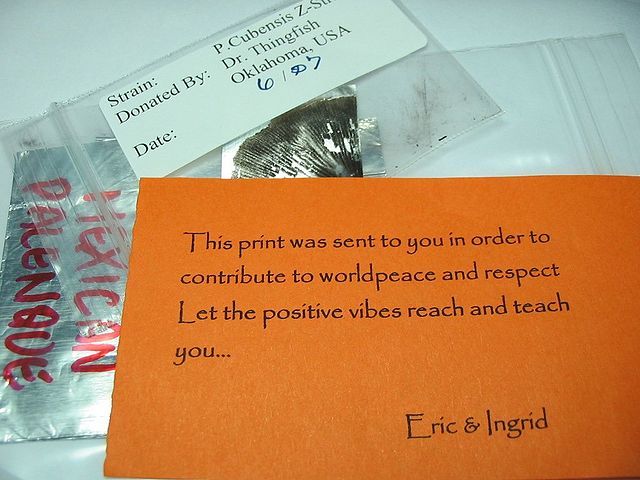 Strain: P.Cubensis Z-St
Donated By: Dr. Thingfish
Oklahoma, USA
Date: 6/07
MEXICAN
PALENQUE
This print was sent to you in order to
contribute to worldpeace and respect
Let the positive vibes reach and teach
you...
Eric & Ingrid